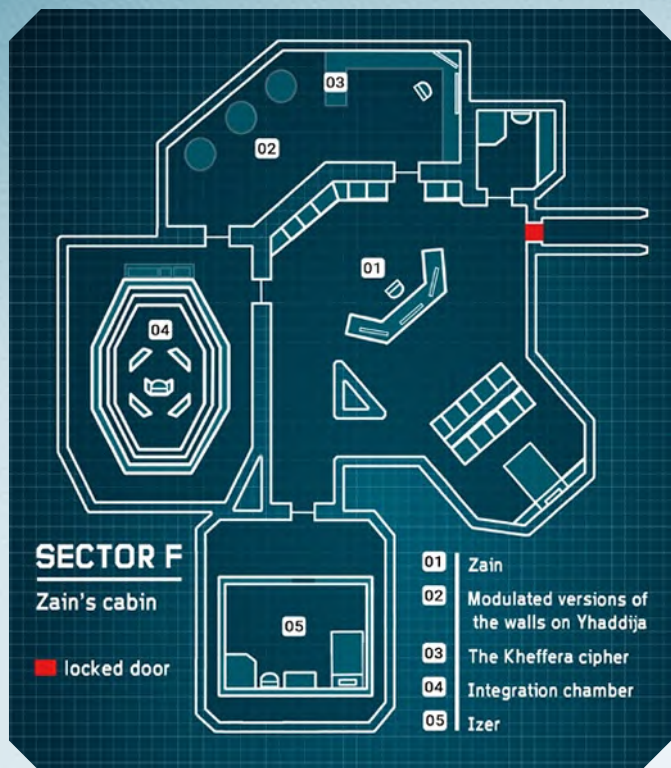 03
02
01
04
05
SECTOR F
Zain's cabin
locked door
01 Zain
02 Modulated versions of
the walls on Yhaddija
03 The Kheffera cipher
04 Integration chamber
05 Izer